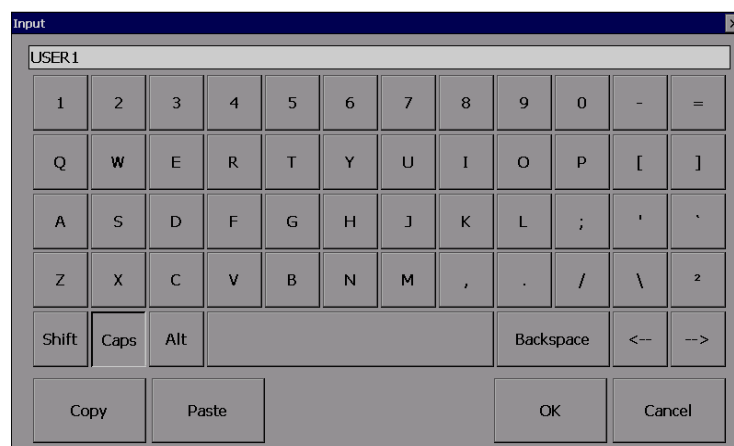 Input
USER1
1 2 3 4 5 6 7 8 9 0 - =
Q W E R T Y U I O P [ ]
A S D F G H J K L ; ' `
Z X C V B N M , . / \ ²
Shift Caps Alt Backspace <-- -->
Copy Paste OK Cancel